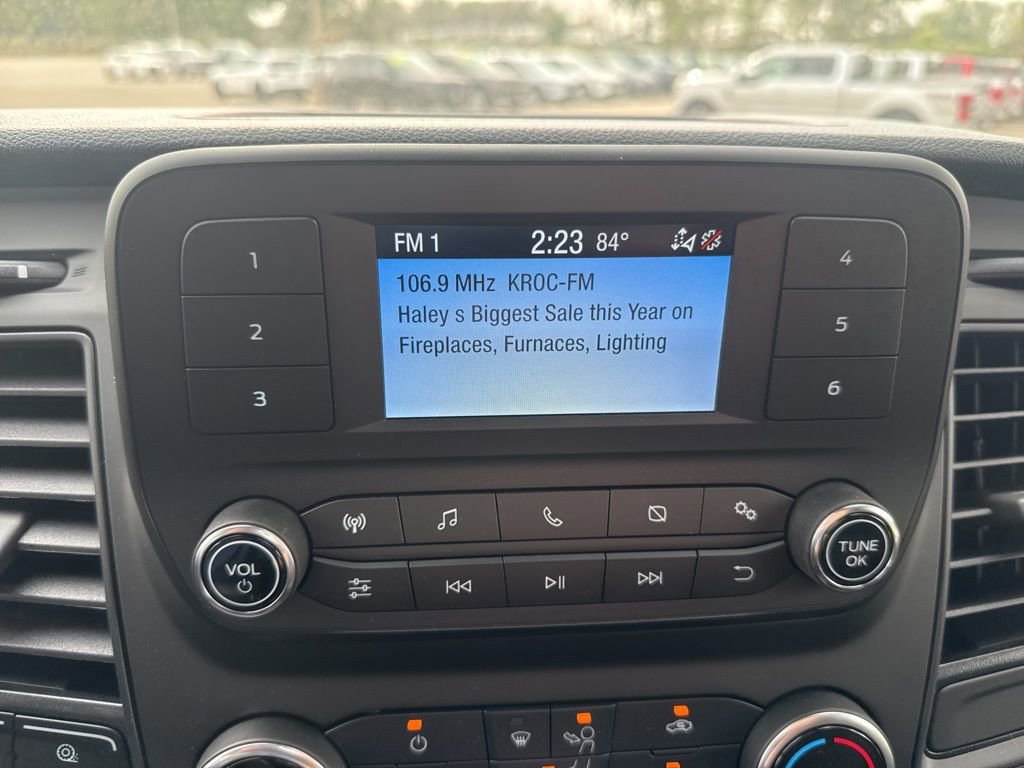 FM 1 2:23 84°
106.9 MHz KROC-FM
Haley s Biggest Sale this Year on
Fireplaces, Furnaces, Lighting
1
2
3
4
5
6
VOL
TUNE
OK